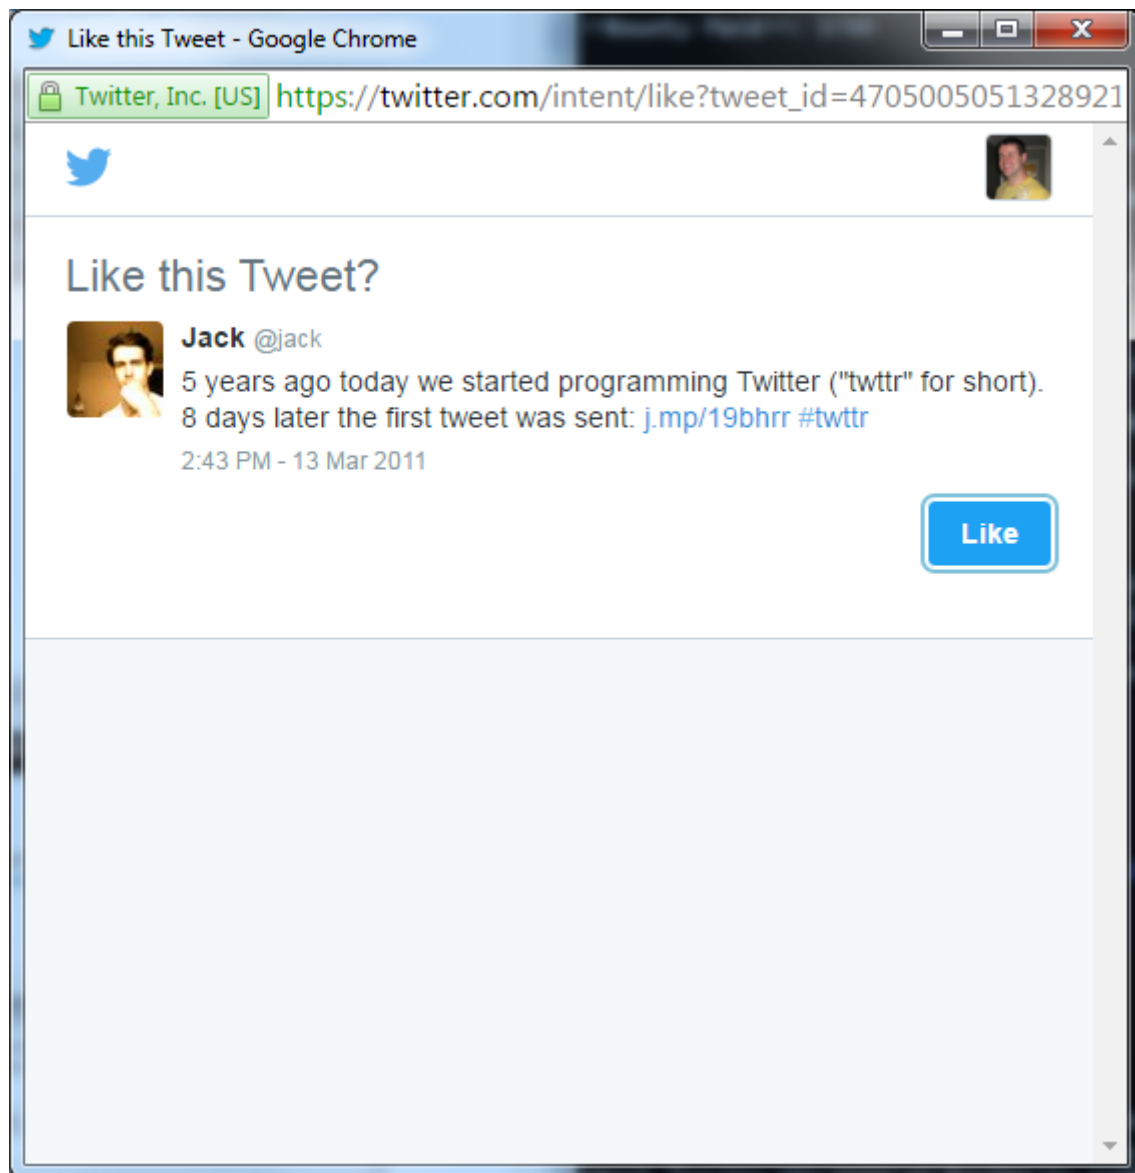 Like this Tweet - Google Chrome
Twitter, Inc. [US] https://twitter.com/intent/like?tweet_id=4705005051328921
Like this Tweet?
Jack @jack
5 years ago today we started programming Twitter ("twttr" for short).
8 days later the first tweet was sent: j.mp/19bhrr #twttr
2:43 PM - 13 Mar 2011
Like